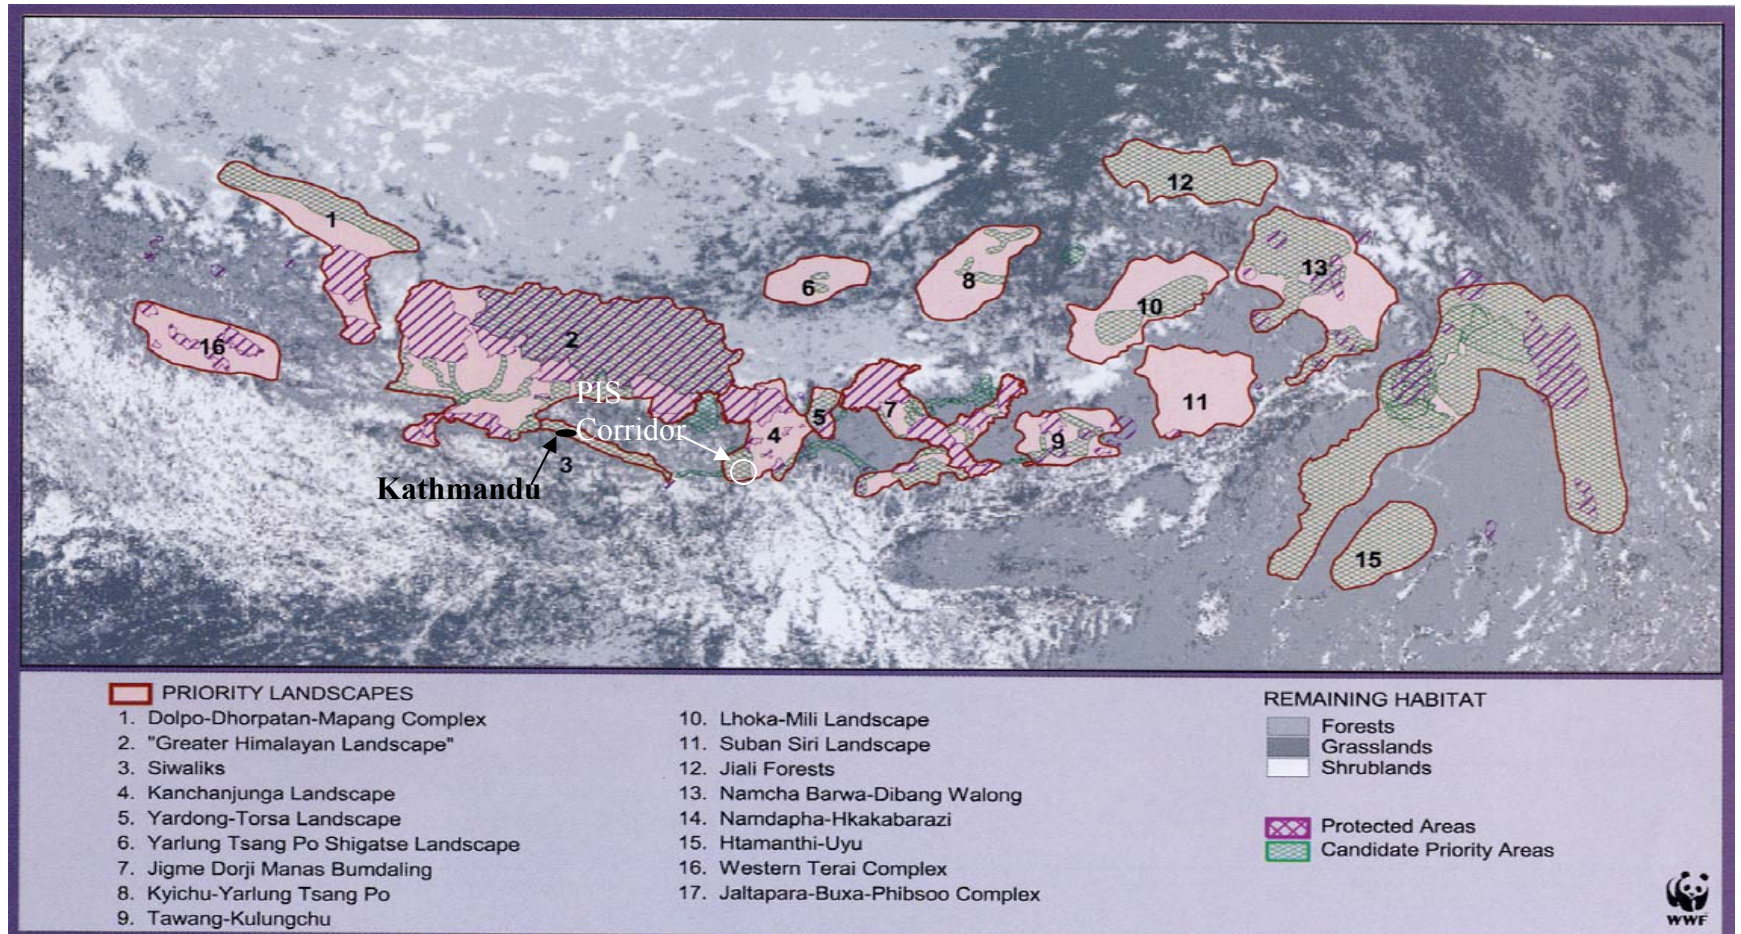 12
1
13
6
8
10
16
2
PIS
Corridor
5
7
11
4
9
3
Kathmandu
15
PRIORITY LANDSCAPES
1. Dolpo-Dhorpatan-Mapang Complex
2. "Greater Himalayan Landscape"
3. Siwaliks
4. Kanchanjunga Landscape
5. Yardong-Torsa Landscape
6. Yarlung Tsang Po Shigatse Landscape
7. Jigme Dorji Manas Bumdaling
8. Kyichu-Yarlung Tsang Po
9. Tawang-Kulungchu
10. Lhoka-Mili Landscape
11. Suban Siri Landscape
12. Jiali Forests
13. Namcha Barwa-Dibang Walong
14. Namdapha-Hkakabarazi
15. Htamanthi-Uyu
16. Western Terai Complex
17. Jaltapara-Buxa-Phibsoo Complex
REMAINING HABITAT
Forests
Grasslands
Shrublands
Protected Areas
Candidate Priority Areas
WWF